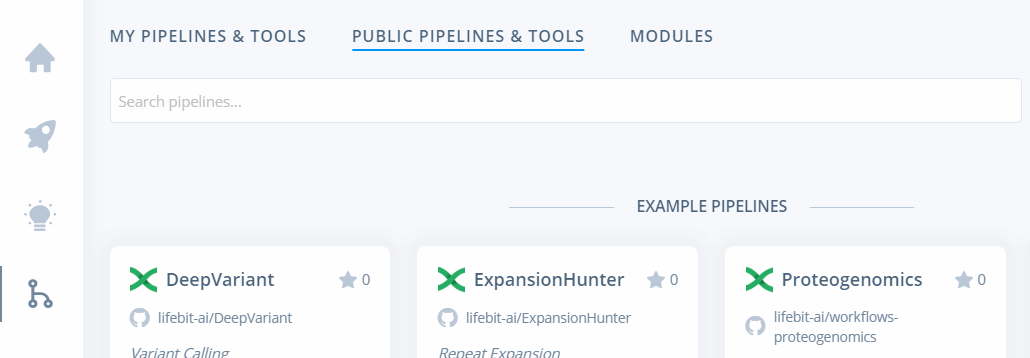 MY PIPELINES & TOOLS PUBLIC PIPELINES & TOOLS MODULES
Search pipelines...
EXAMPLE PIPELINES
DeepVariant 0 ExpansionHunter 0 Proteogenomics 0
lifebit-ai/DeepVariant lifebit-ai/ExpansionHunter lifebit-ai/workflows-
proteogenomics
Variant Calling Repeat Expansion